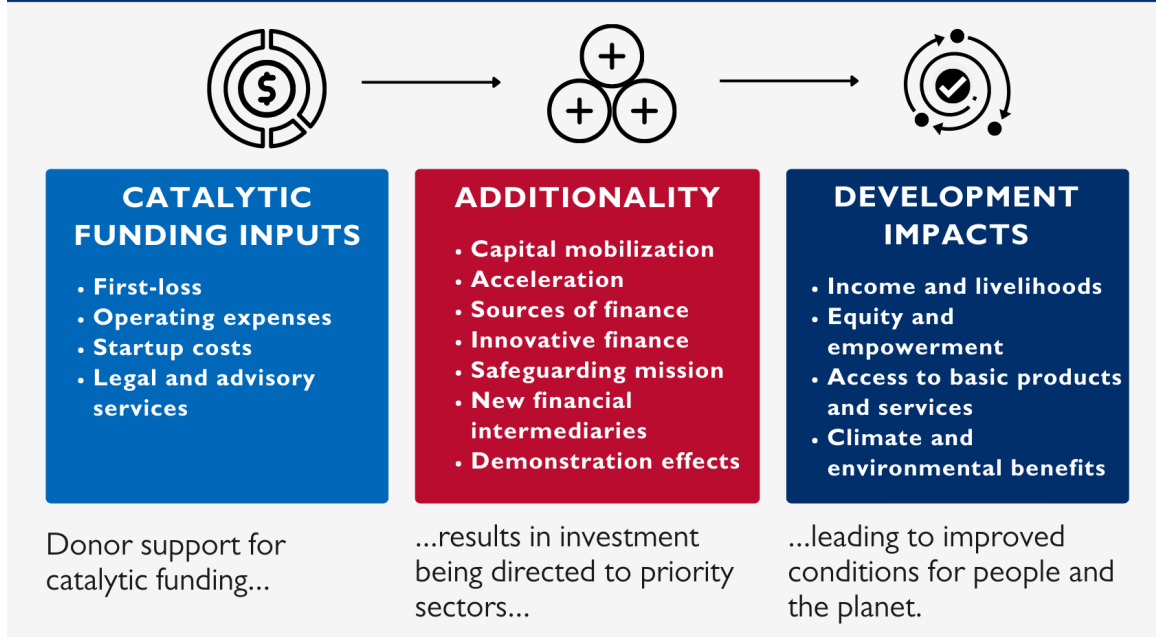 $
CATALYTIC
FUNDING INPUTS
• First-loss
• Operating expenses
• Startup costs
• Legal and advisory
services
Donor support for
catalytic funding...
ADDITIONALITY
• Capital mobilization
• Acceleration
• Sources of finance
• Innovative finance
• Safeguarding mission
• New financial
intermediaries
• Demonstration effects
...results in investment
being directed to priority
sectors...
DEVELOPMENT
IMPACTS
• Income and livelihoods
• Equity and
empowerment
• Access to basic products
and services
• Climate and
environmental benefits
...leading to improved
conditions for people and
the planet.